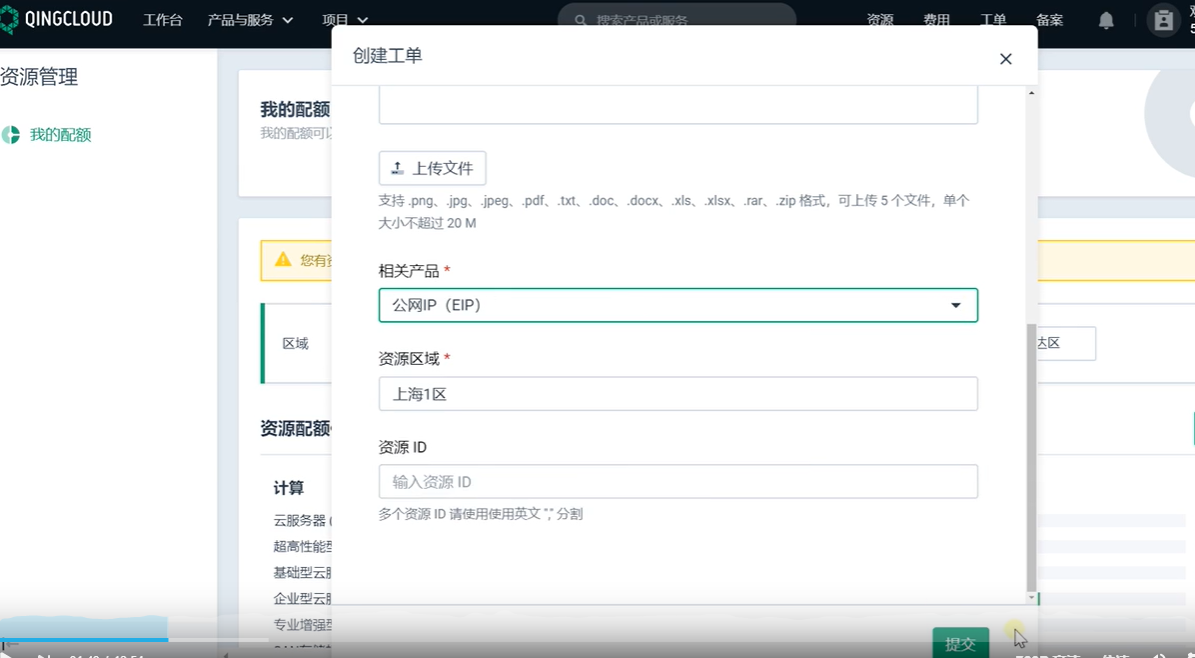 QINGCLOUD 工作台 产品与服务 项目 搜索产品或服务 资源 费用 工单 备案
资源管理
我的配额
我的配额
我的配额可以
您有
区域
达区
资源配额
计算
云服务器
超高性能型
基础型云服
企业型云服
专业增强型
创建工单
上传文件
支持 .png、.jpg、.jpeg、.pdf、.txt、.doc、.docx、.xls、.xlsx、.rar、.zip 格式，可上传 5 个文件，单个
大小不超过 20 M
相关产品 *
公网IP（EIP）
资源区域 *
上海1区
资源 ID
输入资源 ID
多个资源 ID 请使用使用英文 "," 分割
提交